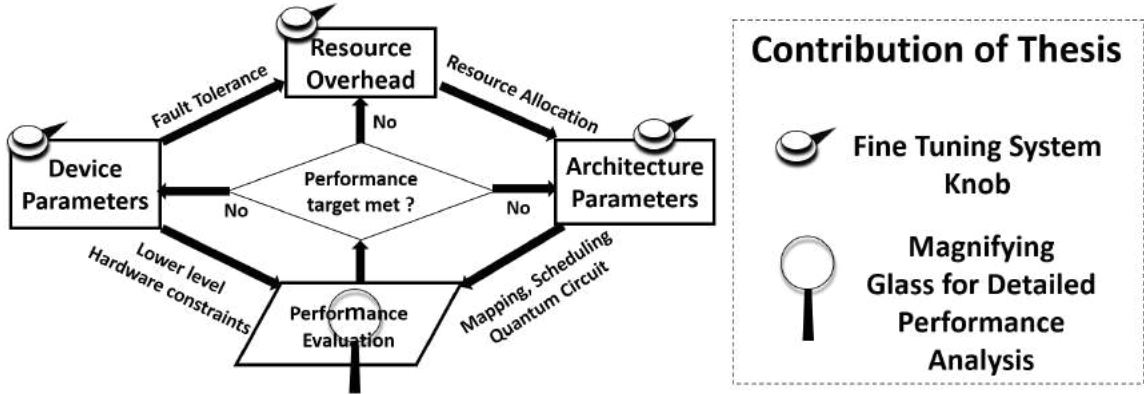 Resource
Overhead
Fault Tolerance
Resource Allocation
No
Device
Parameters
Performance
target met ?
Architecture
Parameters
No
No
Lower level
Hardware constraints
Mapping, Scheduling
Quantum Circuit
Performance
Evaluation
Contribution of Thesis
Fine Tuning System
Knob
Magnifying
Glass for Detailed
Performance
Analysis